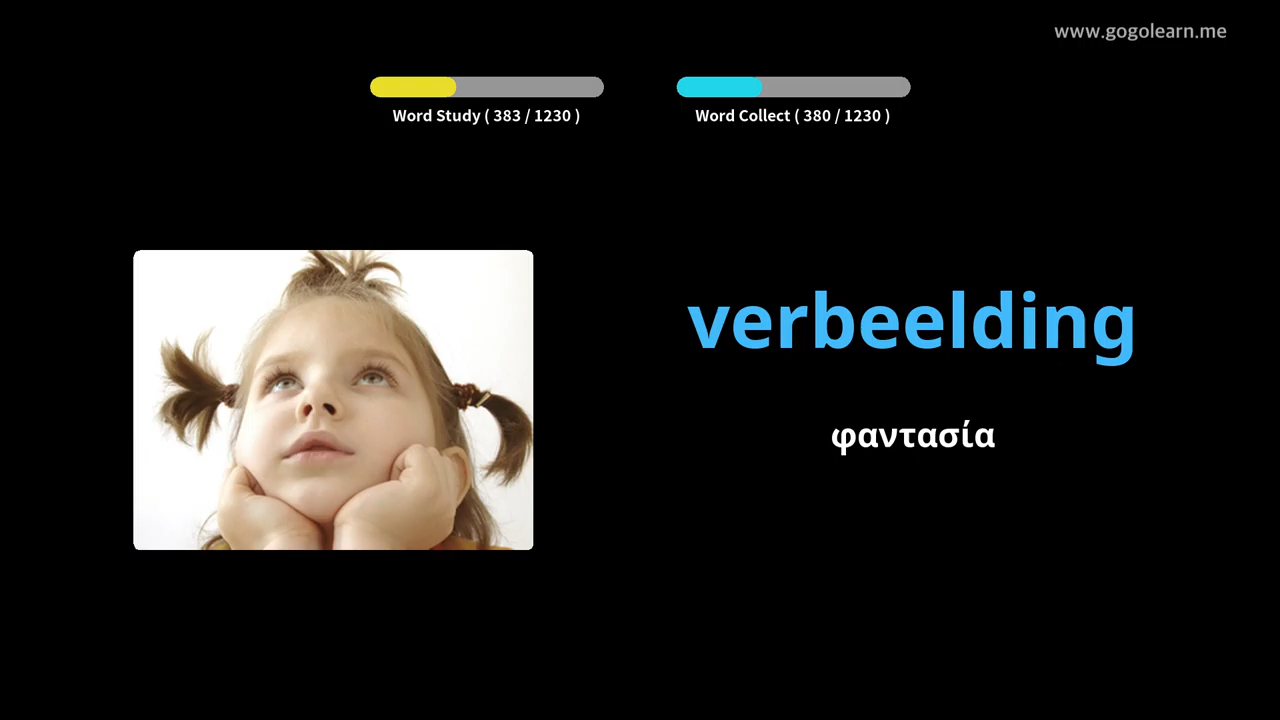 www.gogolearn.me
Word Study ( 383 / 1230 )
Word Collect ( 380 / 1230 )
verbeelding
φαντασία